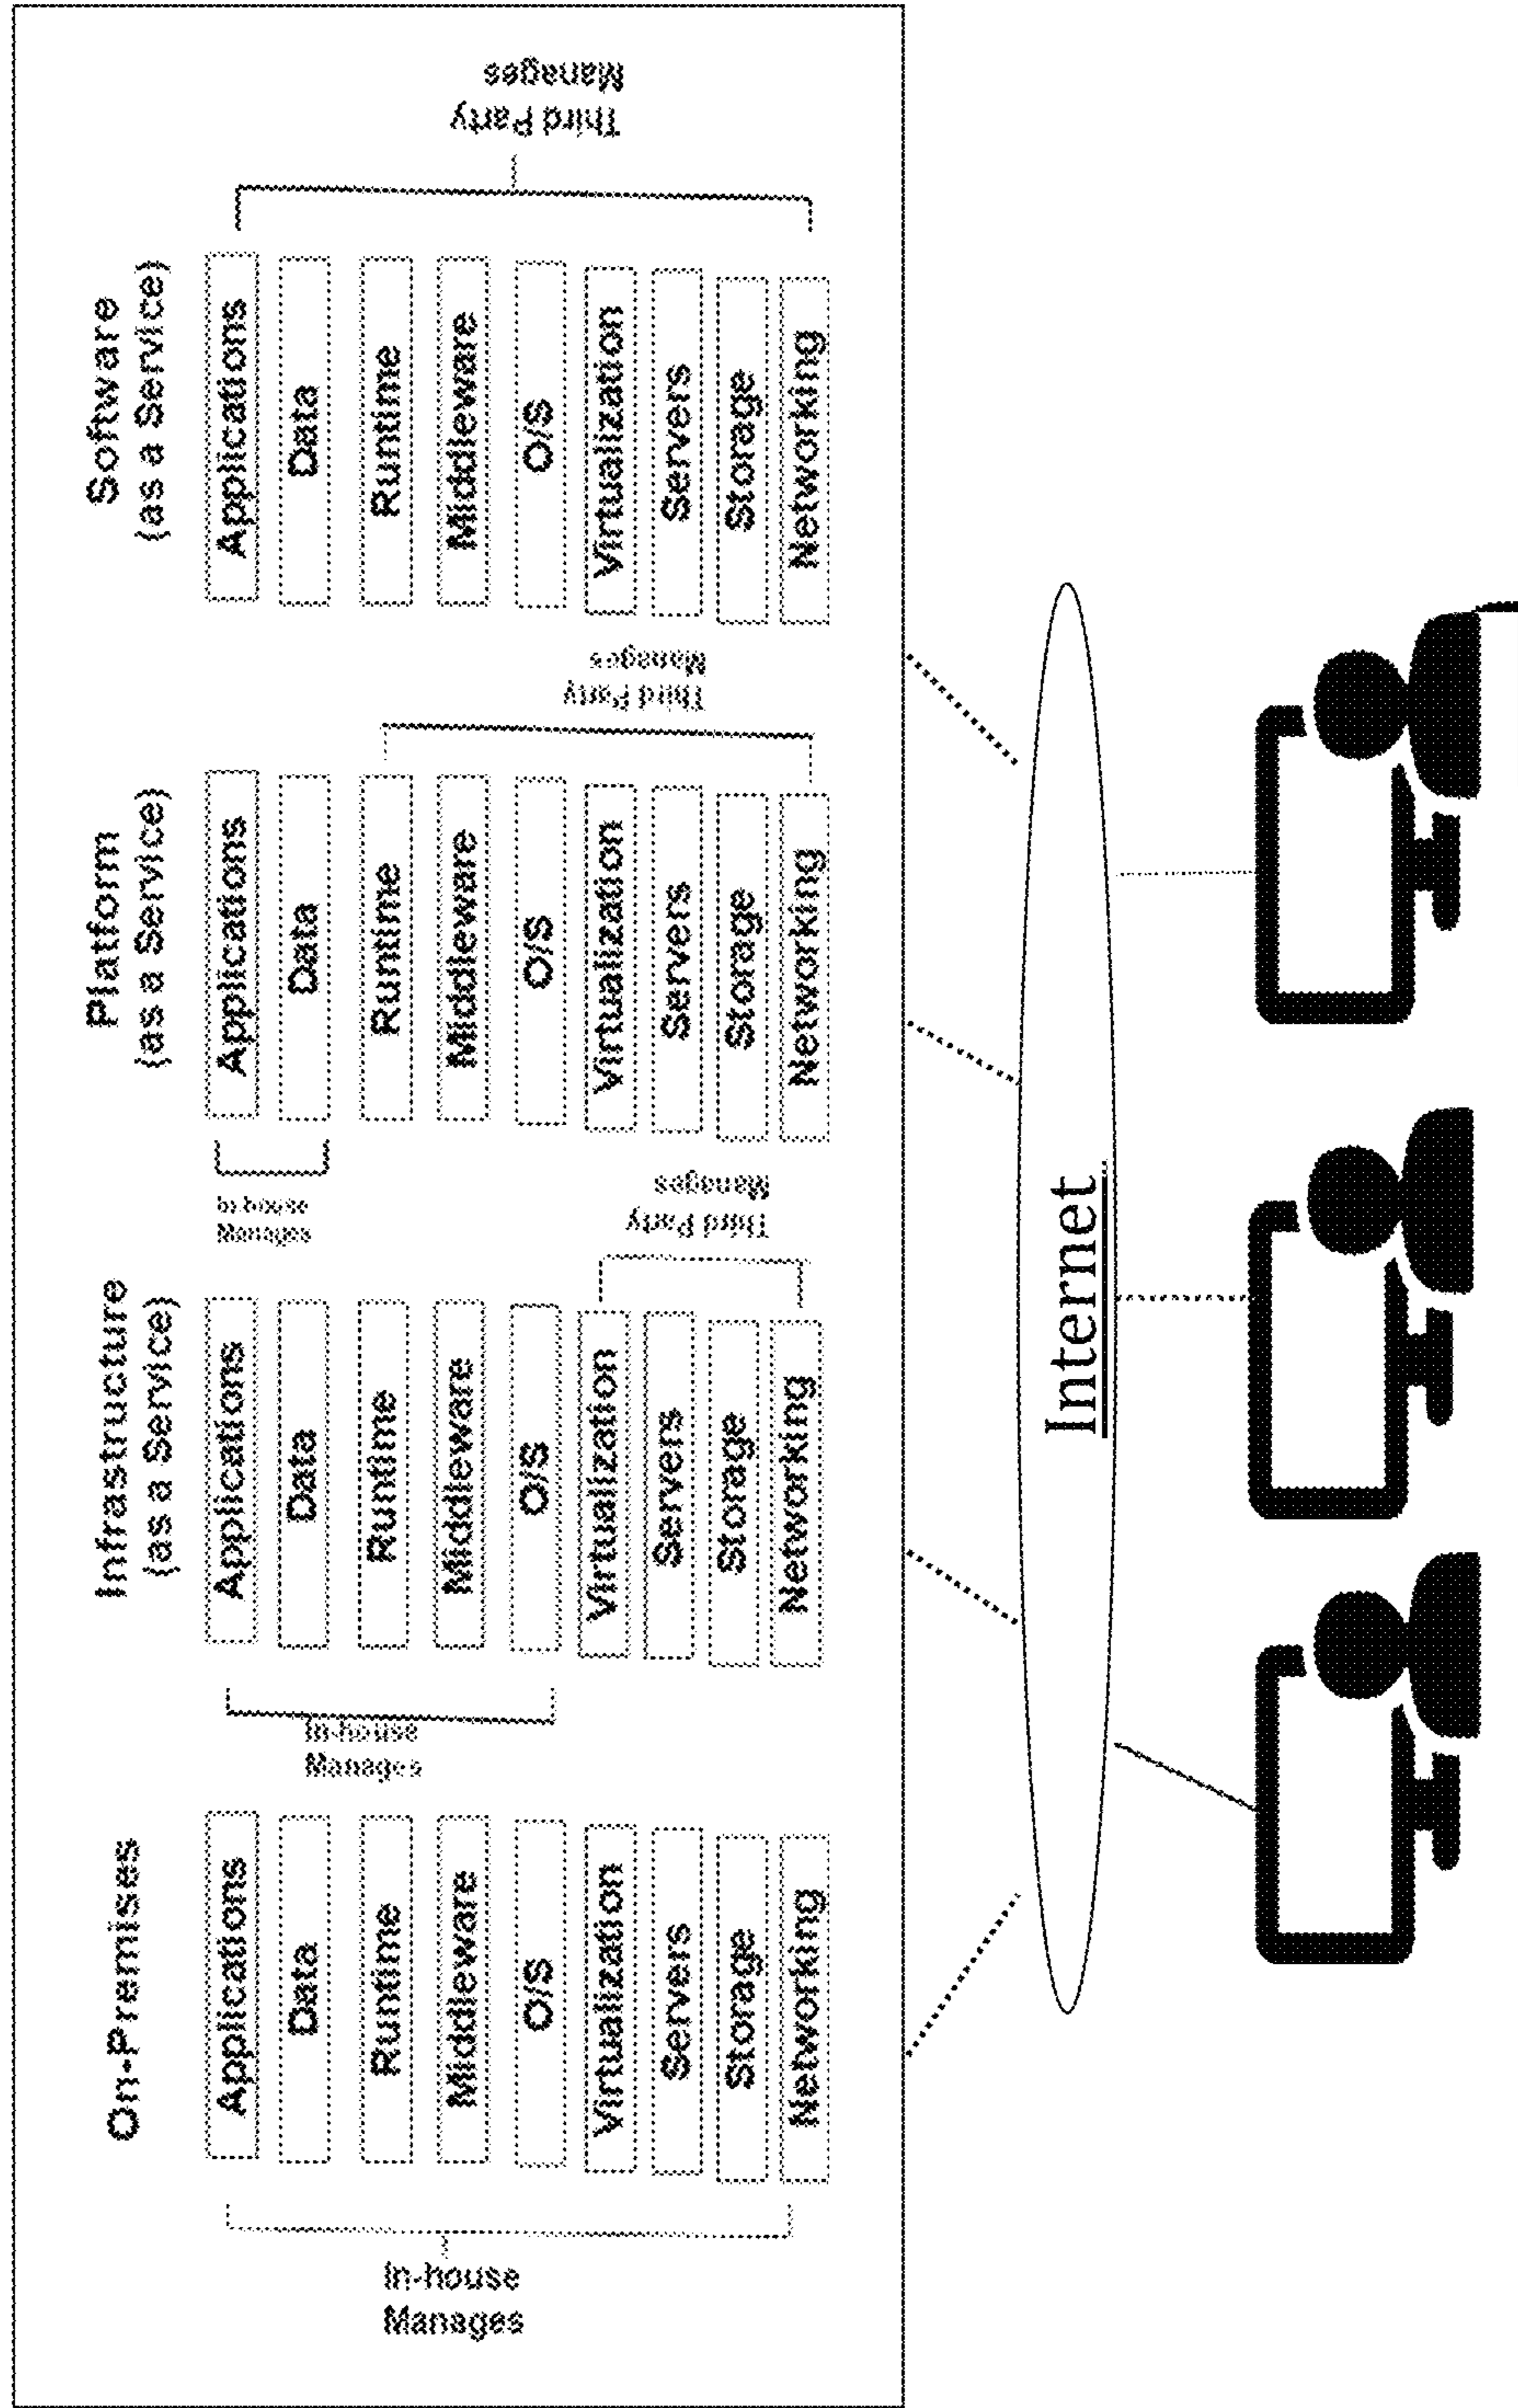 On-Premises
In-house
Manages
Applications
Data
Runtime
Middleware
O/S
Virtualization
Servers
Storage
Networking
Infrastructure
(as a Service)
In-house
Manages
Applications
Data
Runtime
Middleware
O/S
Virtualization
Servers
Storage
Networking
Third Party
Manages
Platform
(as a Service)
In-house
Manages
Applications
Data
Runtime
Middleware
O/S
Virtualization
Servers
Storage
Networking
Third Party
Manages
Software
(as a Service)
Applications
Data
Runtime
Middleware
O/S
Virtualization
Servers
Storage
Networking
Third Party
Manages
Internet